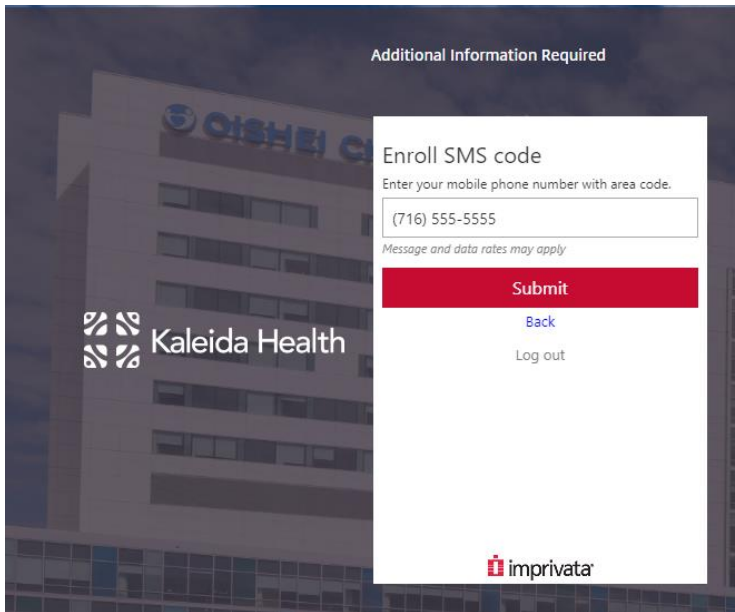 Additional Information Required
OISHEI
Enroll SMS code
Enter your mobile phone number with area code.
(716) 555-5555
Message and data rates may apply
Submit
Back
Log out
Kaleida Health
imprivata